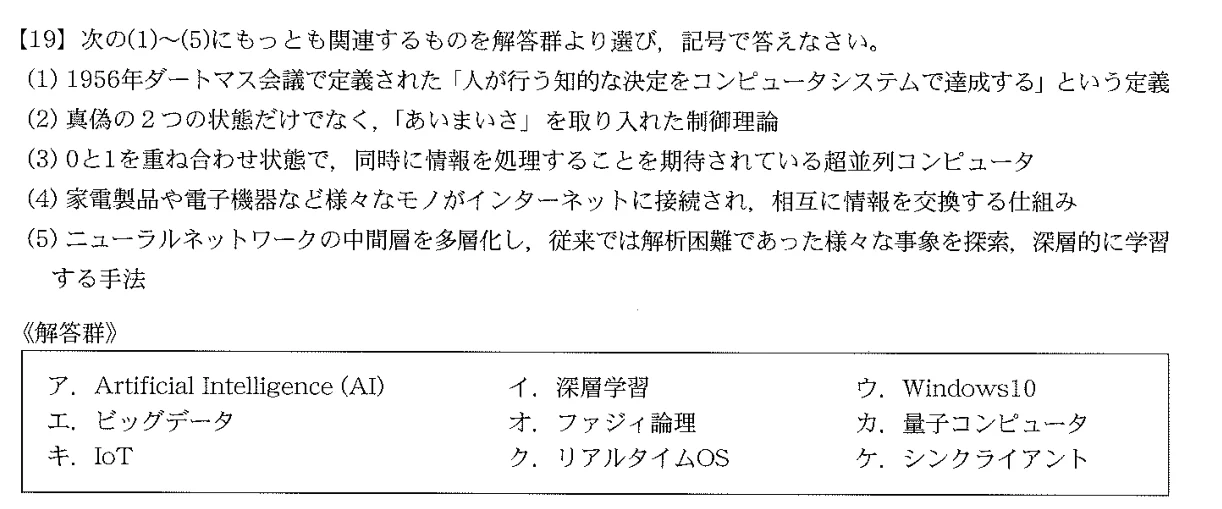 【19】次の(1)～(5)にもっとも関連するものを解答群より選び，記号で答えなさい。
(1) 1956年ダートマス会議で定義された「人が行う知的な決定をコンピュータシステムで達成する」という定義
(2) 真偽の２つの状態だけでなく，「あいまいさ」を取り入れた制御理論
(3) 0と1を重ね合わせ状態で，同時に情報を処理することを期待されている超並列コンピュータ
(4) 家電製品や電子機器など様々なモノがインターネットに接続され，相互に情報を交換する仕組み
(5) ニューラルネットワークの中間層を多層化し，従来では解析困難であった様々な事象を探索，深層的に学習
する手法
《解答群》
ア．Artificial Intelligence (AI) イ．深層学習 ウ．Windows10
エ．ビッグデータ オ．ファジィ論理 カ．量子コンピュータ
キ．IoT ク．リアルタイムOS ケ．シンクライアント